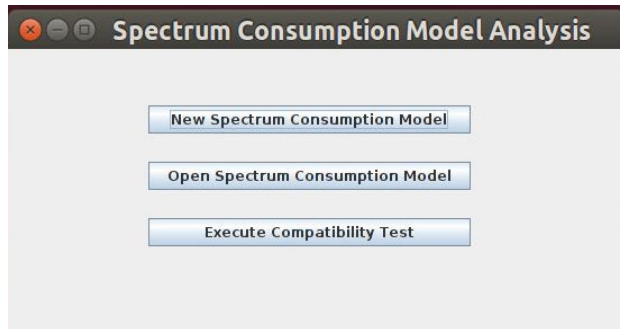 Spectrum Consumption Model Analysis
New Spectrum Consumption Model
Open Spectrum Consumption Model
Execute Compatibility Test